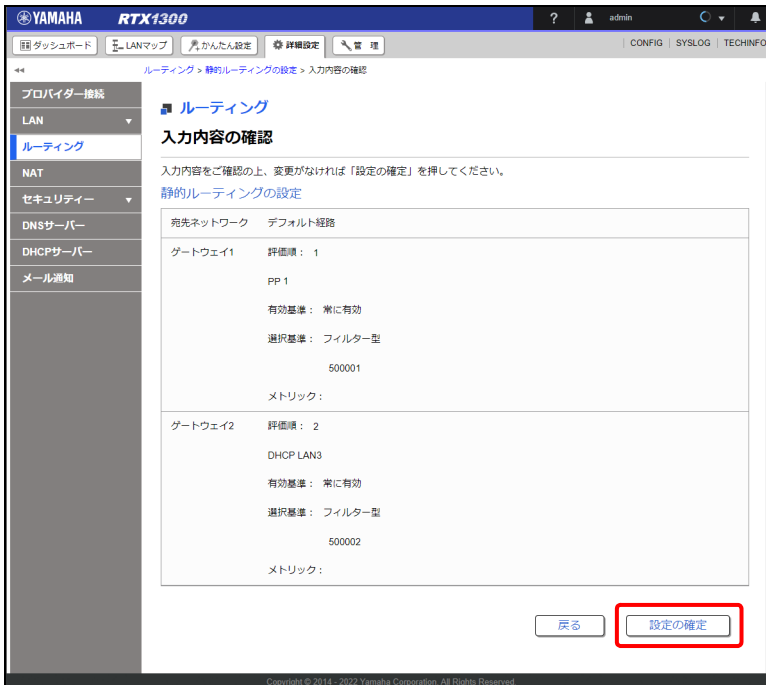 YAMAHA RTX1300 ? admin
ダッシュボード LANマップ かんたん設定 詳細設定 管 理 CONFIG SYSLOG TECHINFO
ルーティング > 静的ルーティングの設定 > 入力内容の確認
プロバイダー接続
LAN
ルーティング
NAT
セキュリティー
DNSサーバー
DHCPサーバー
メール通知
ルーティング
入力内容の確認
入力内容をご確認の上、変更がなければ「設定の確定」を押してください。
静的ルーティングの設定
宛先ネットワーク デフォルト経路
ゲートウェイ1 評価順： 1
PP 1
有効基準： 常に有効
選択基準： フィルター型
500001
メトリック：
ゲートウェイ2 評価順： 2
DHCP LAN3
有効基準： 常に有効
選択基準： フィルター型
500002
メトリック：
戻る 設定の確定
Copyright © 2014 - 2022 Yamaha Corporation. All Rights Reserved.